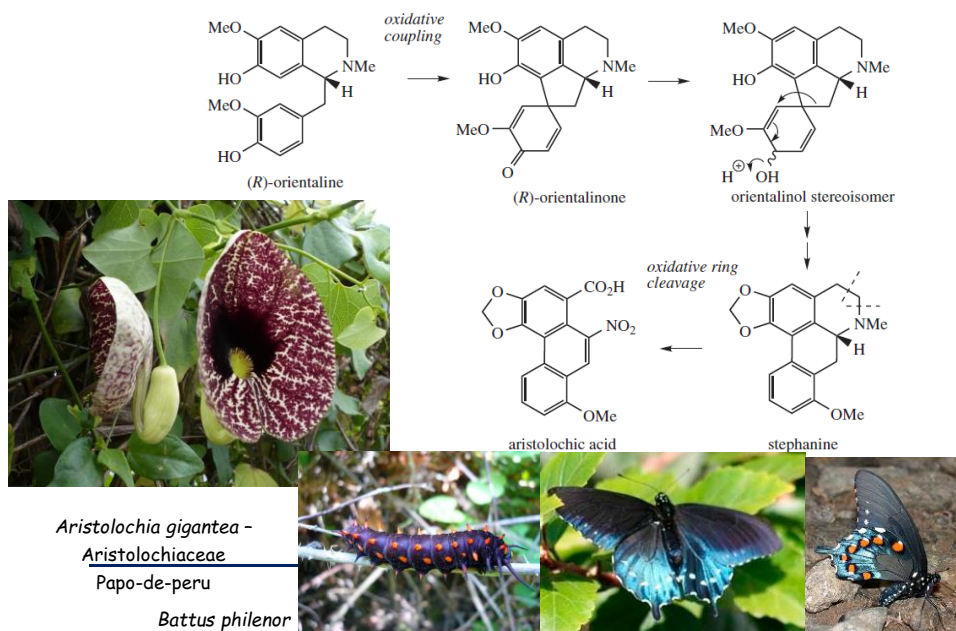 oxidative
coupling
MeO
HO
NMe
H
MeO
HO
(R)-orientaline
MeO
HO
NMe
H
MeO
O
(R)-orientalinone
MeO
HO
NMe
H
MeO
H⊕
OH
orientalinol stereoisomer
oxidative ring
cleavage
O
O
CO₂H
NO₂
OMe
aristolochic acid
O
O
NMe
H
OMe
stephanine
Aristolochia gigantea –
Aristolochiaceae
Papo-de-peru
Battus philenor